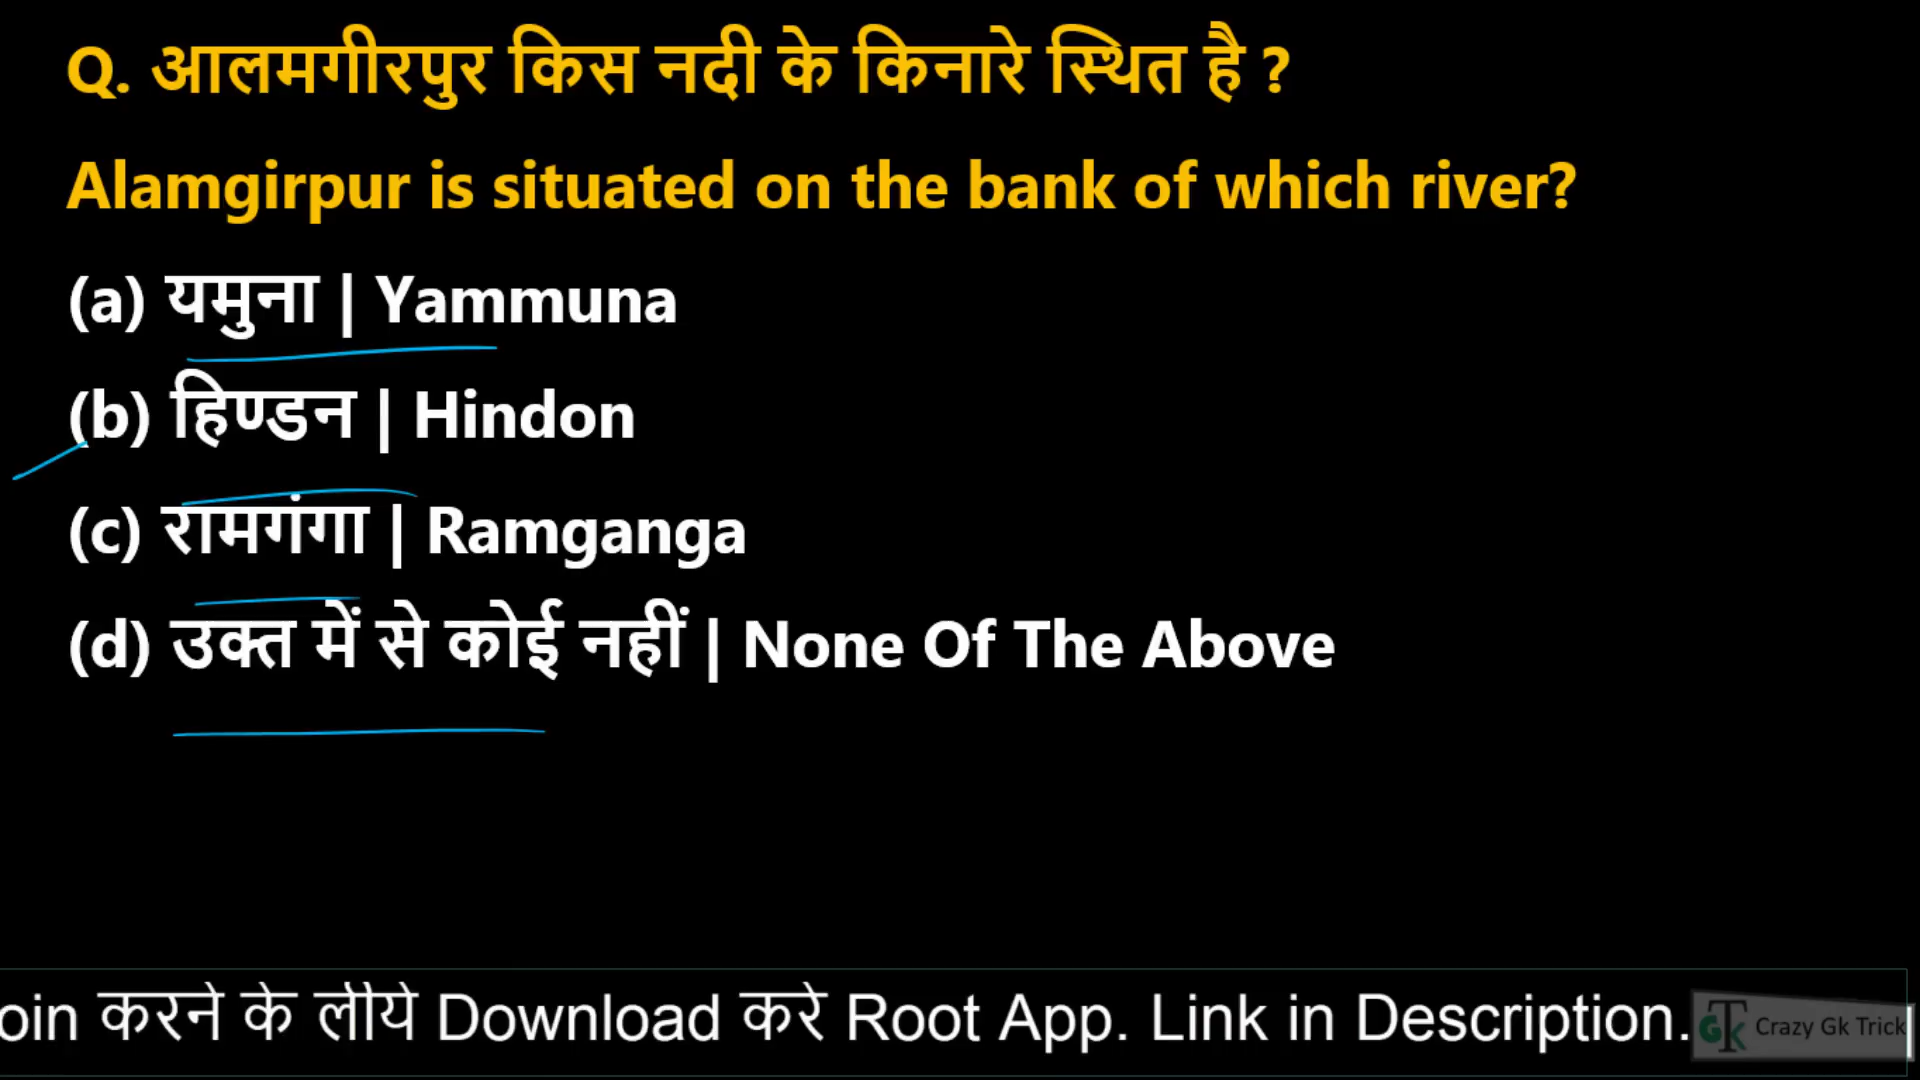 Q. आलमगीरपुर किस नदी के किनारे स्थित है ?
Alamgirpur is situated on the bank of which river?
(a) यमुना | Yammuna
(b) हिण्डन | Hindon
(c) रामगंगा | Ramganga
(d) उक्त में से कोई नहीं | None Of The Above
oin करने के लीये Download करे Root App. Link in Description.
GTK Crazy Gk Trick